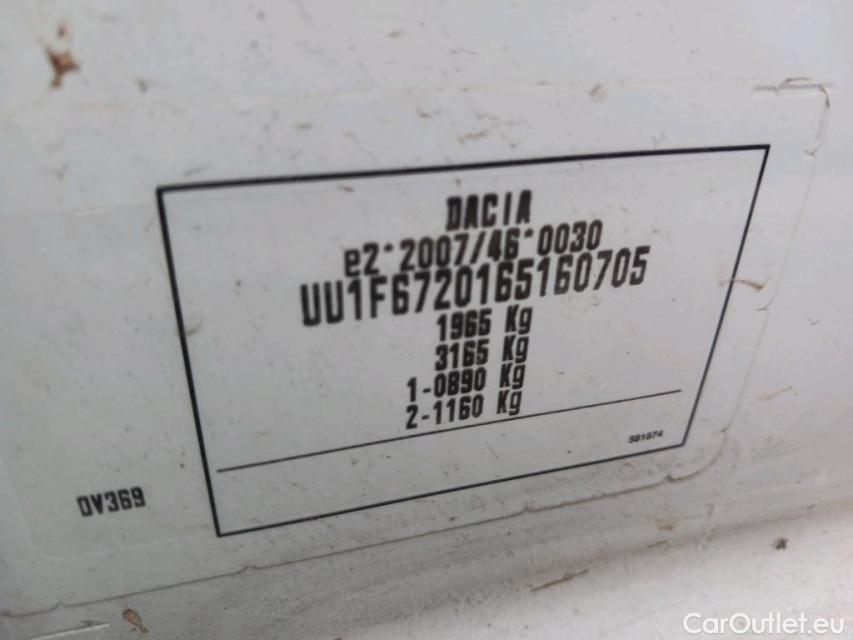 DACIA
e2*2007/46*0030
UU1F6720165160705
1965 Kg
3165 Kg
1-0890 Kg
2-1160 Kg
581874
0V369
CarOutlet.eu